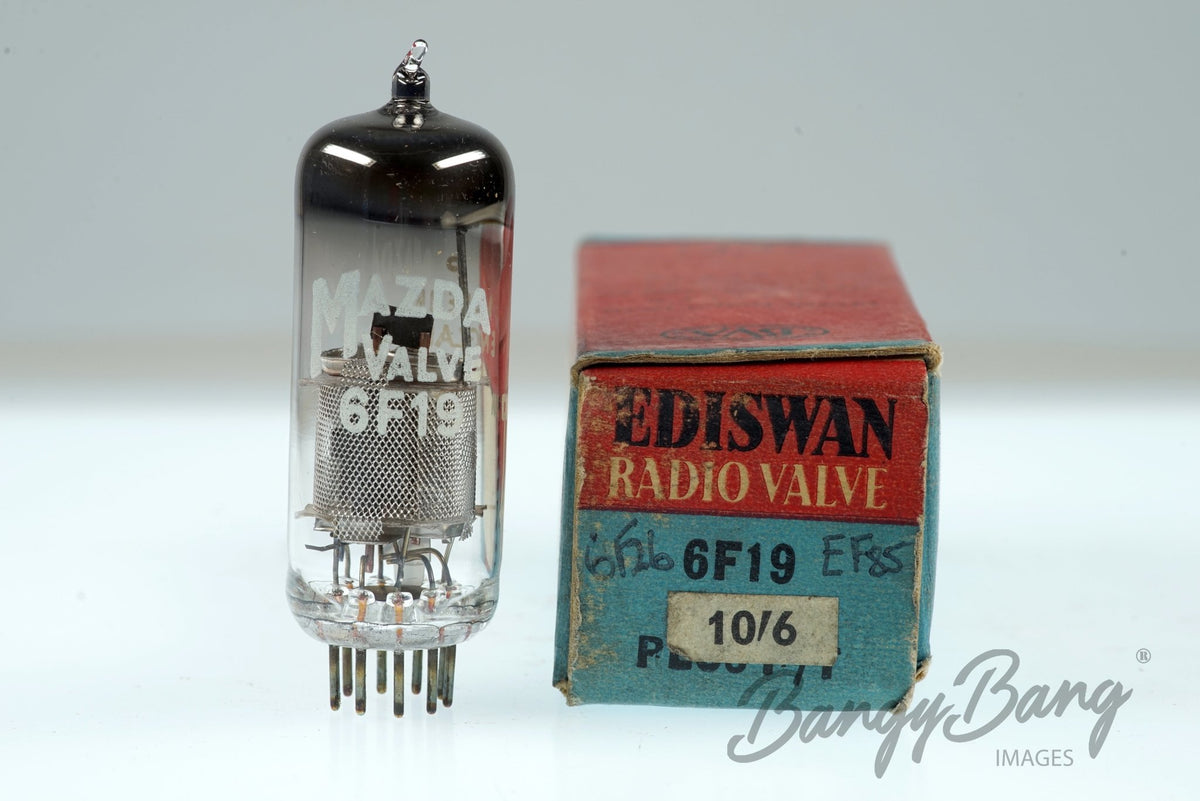 MAZDA
VALVE
6F19
EDISWAN
RADIO VALVE
6F26 6F19 EF85
10/6
BangyBang ®
IMAGES